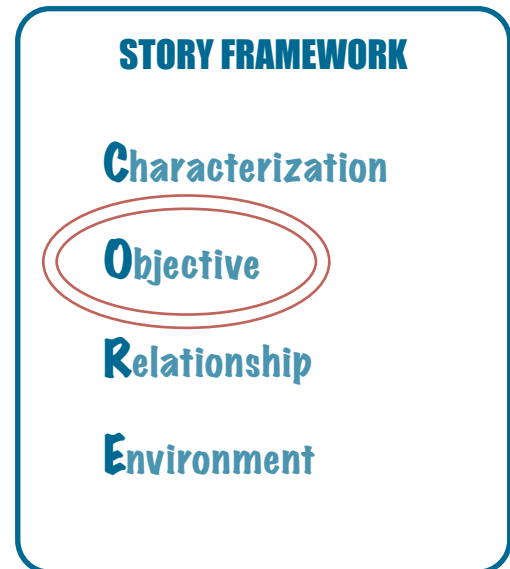 STORY FRAMEWORK
Characterization
Objective
Relationship
Environment